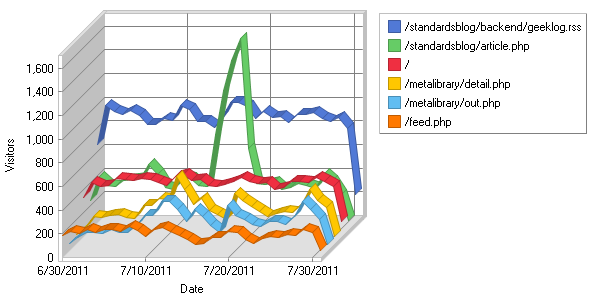 /standardsblog/backend/geeklog.rss
/standardsblog/article.php
/
/metalibrary/detail.php
/metalibrary/out.php
/feed.php
Visitors
1,600
1,400
1,200
1,000
800
600
400
200
0
6/30/2011 7/10/2011 7/20/2011 7/30/2011
Date